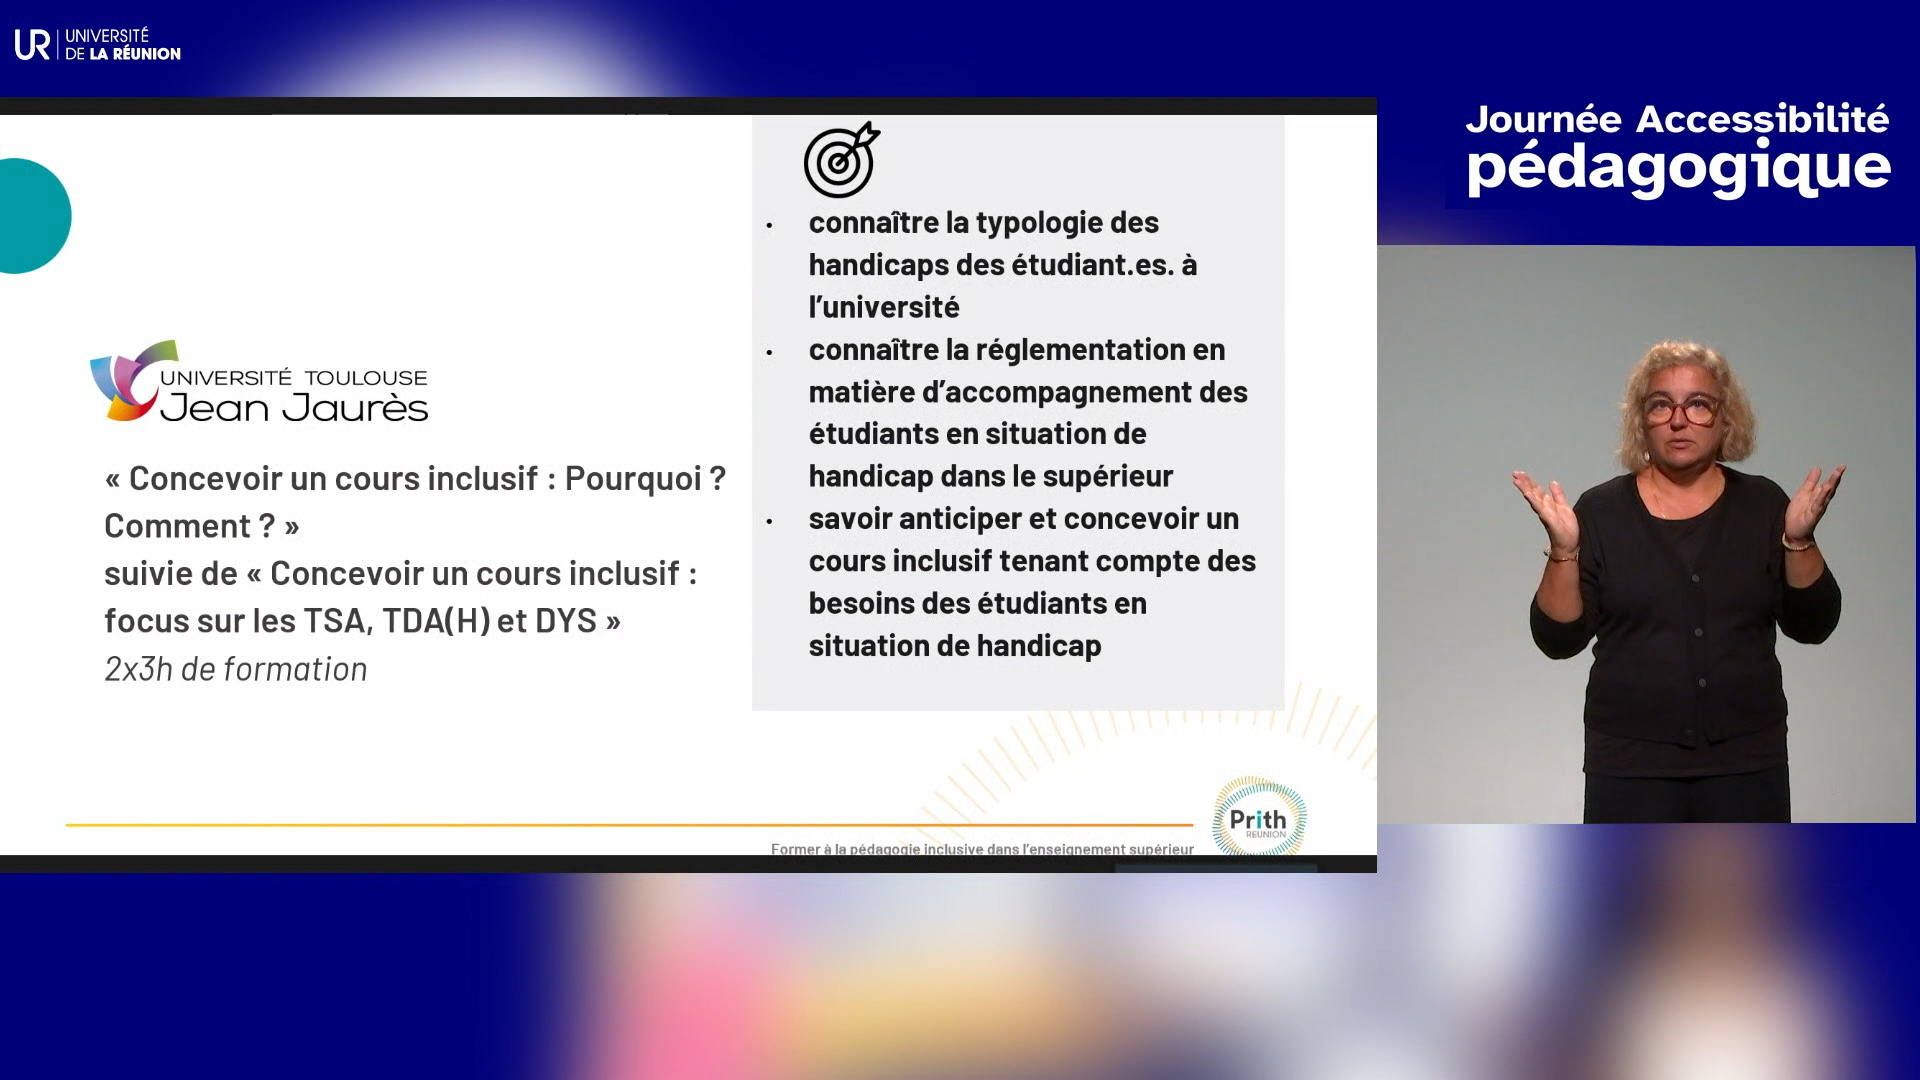 UR UNIVERSITÉ
DE LA RÉUNION
Journée Accessibilité
pédagogique
UNIVERSITÉ TOULOUSE
Jean Jaurès
« Concevoir un cours inclusif : Pourquoi ?
Comment ? »
suivie de « Concevoir un cours inclusif :
focus sur les TSA, TDA(H) et DYS »
2x3h de formation
• connaître la typologie des
handicaps des étudiant.es. à
l’université
• connaître la réglementation en
matière d’accompagnement des
étudiants en situation de
handicap dans le supérieur
• savoir anticiper et concevoir un
cours inclusif tenant compte des
besoins des étudiants en
situation de handicap
Prith
REUNION
Former à la pédagogie inclusive dans l’enseignement supérieur